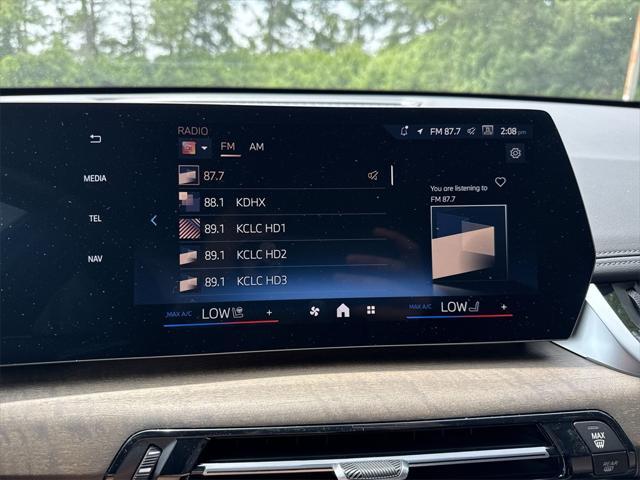 RADIO
FM 87.7 2:08 pm
FM AM
MEDIA
87.7
You are listening to
FM 87.7
88.1 KDHX
TEL
89.1 KCLC HD1
NAV
89.1 KCLC HD2
89.1 KCLC HD3
MAX A/C LOW + MAX A/C LOW +
MAX
REAR